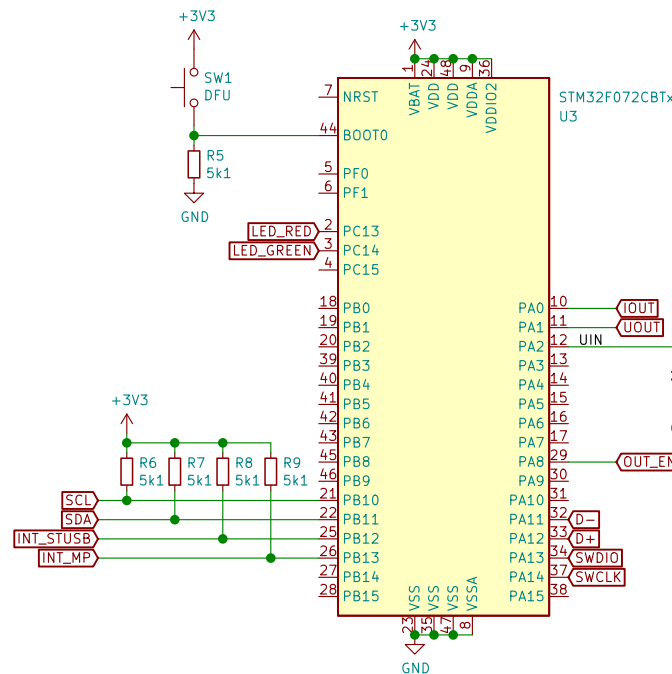 +3V3
SW1
DFU
R5
5k1
GND
+3V3
1 VBAT
24 VDD
48 VDD
9 VDDA
36 VDDIO2
STM32F072CBTx
U3
7 NRST
44 BOOT0
5 PF0
6 PF1
LED_RED 2 PC13
LED_GREEN 3 PC14
4 PC15
18 PB0
19 PB1
20 PB2
39 PB3
40 PB4
41 PB5
42 PB6
43 PB7
45 PB8
46 PB9
21 PB10
22 PB11
25 PB12
26 PB13
27 PB14
28 PB15
PA0 10 IOUT
PA1 11 UOUT
PA2 12 UIN
PA3 13
PA4 14
PA5 15
PA6 16
PA7 17
PA8 29 OUT_EN
PA9 30
PA10 31
PA11 32 D-
PA12 33 D+
PA13 34 SWDIO
PA14 37 SWCLK
PA15 38
+3V3
R6 R7 R8 R9
5k1 5k1 5k1 5k1
SCL
SDA
INT_STUSB
INT_MP
23 VSS
35 VSS
47 VSS
8 VSSA
GND